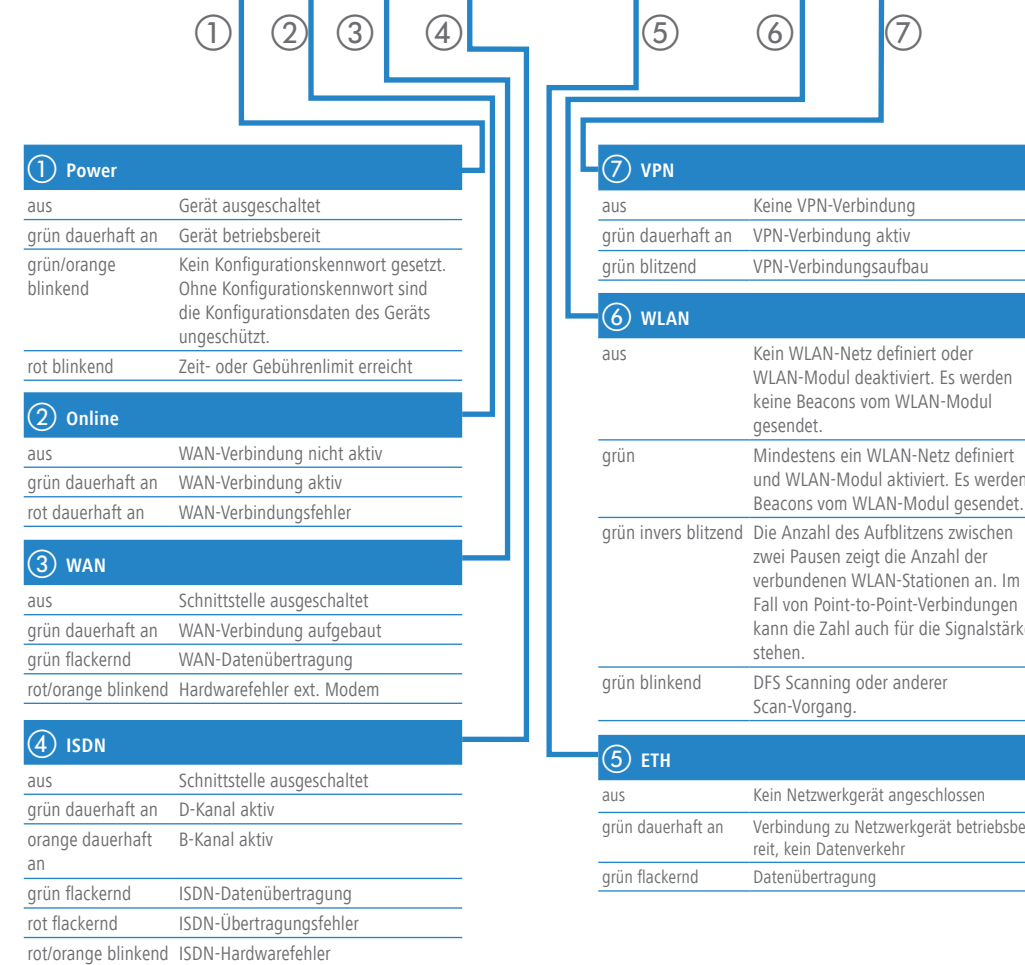 ① ② ③ ④ ⑤ ⑥ ⑦
① Power
aus Gerät ausgeschaltet
grün dauerhaft an Gerät betriebsbereit
grün/orange blinkend Kein Konfigurationskennwort gesetzt.
Ohne Konfigurationskennwort sind
die Konfigurationsdaten des Geräts
ungeschützt.
rot blinkend Zeit- oder Gebührenlimit erreicht
② Online
aus WAN-Verbindung nicht aktiv
grün dauerhaft an WAN-Verbindung aktiv
rot dauerhaft an WAN-Verbindungsfehler
③ WAN
aus Schnittstelle ausgeschaltet
grün dauerhaft an WAN-Verbindung aufgebaut
grün flackernd WAN-Datenübertragung
rot/orange blinkend Hardwarefehler ext. Modem
④ ISDN
aus Schnittstelle ausgeschaltet
grün dauerhaft an D-Kanal aktiv
orange dauerhaft an B-Kanal aktiv
grün flackernd ISDN-Datenübertragung
rot flackernd ISDN-Übertragungsfehler
rot/orange blinkend ISDN-Hardwarefehler
⑦ VPN
aus Keine VPN-Verbindung
grün dauerhaft an VPN-Verbindung aktiv
grün blitzend VPN-Verbindungsaufbau
⑥ WLAN
aus Kein WLAN-Netz definiert oder
WLAN-Modul deaktiviert. Es werden
keine Beacons vom WLAN-Modul
gesendet.
grün Mindestens ein WLAN-Netz definiert
und WLAN-Modul aktiviert. Es werden
Beacons vom WLAN-Modul gesendet.
grün invers blitzend Die Anzahl des Aufblitzens zwischen
zwei Pausen zeigt die Anzahl der
verbundenen WLAN-Stationen an. Im
Fall von Point-to-Point-Verbindungen
kann die Zahl auch für die Signalstärke
stehen.
grün blinkend DFS Scanning oder anderer
Scan-Vorgang.
⑤ ETH
aus Kein Netzwerkgerät angeschlossen
grün dauerhaft an Verbindung zu Netzwerkgerät betriebsbe
reit, kein Datenverkehr
grün flackernd Datenübertragung